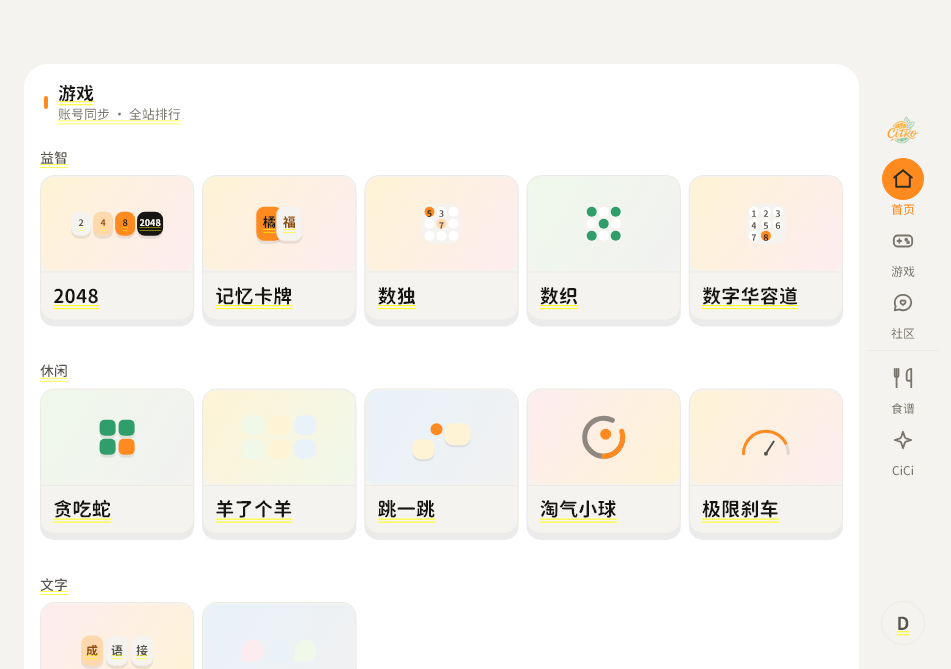 游戏
账号同步 · 全站排行
益智
2 4 8 2048
橘 福
5 3
7
1 2 3
4 5 6
7 8
2048
记忆卡牌
数独
数织
数字华容道
休闲
贪吃蛇
羊了个羊
跳一跳
淘气小球
极限刹车
文字
成 语 接
Citko
首页
游戏
社区
食谱
CiCi
D